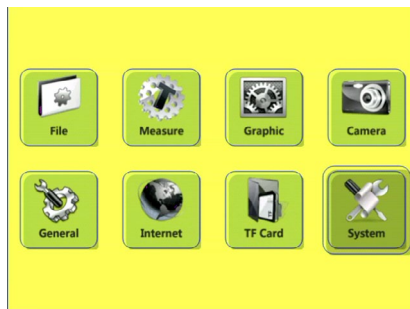 File
Measure
Graphic
Camera
General
Internet
TF Card
System